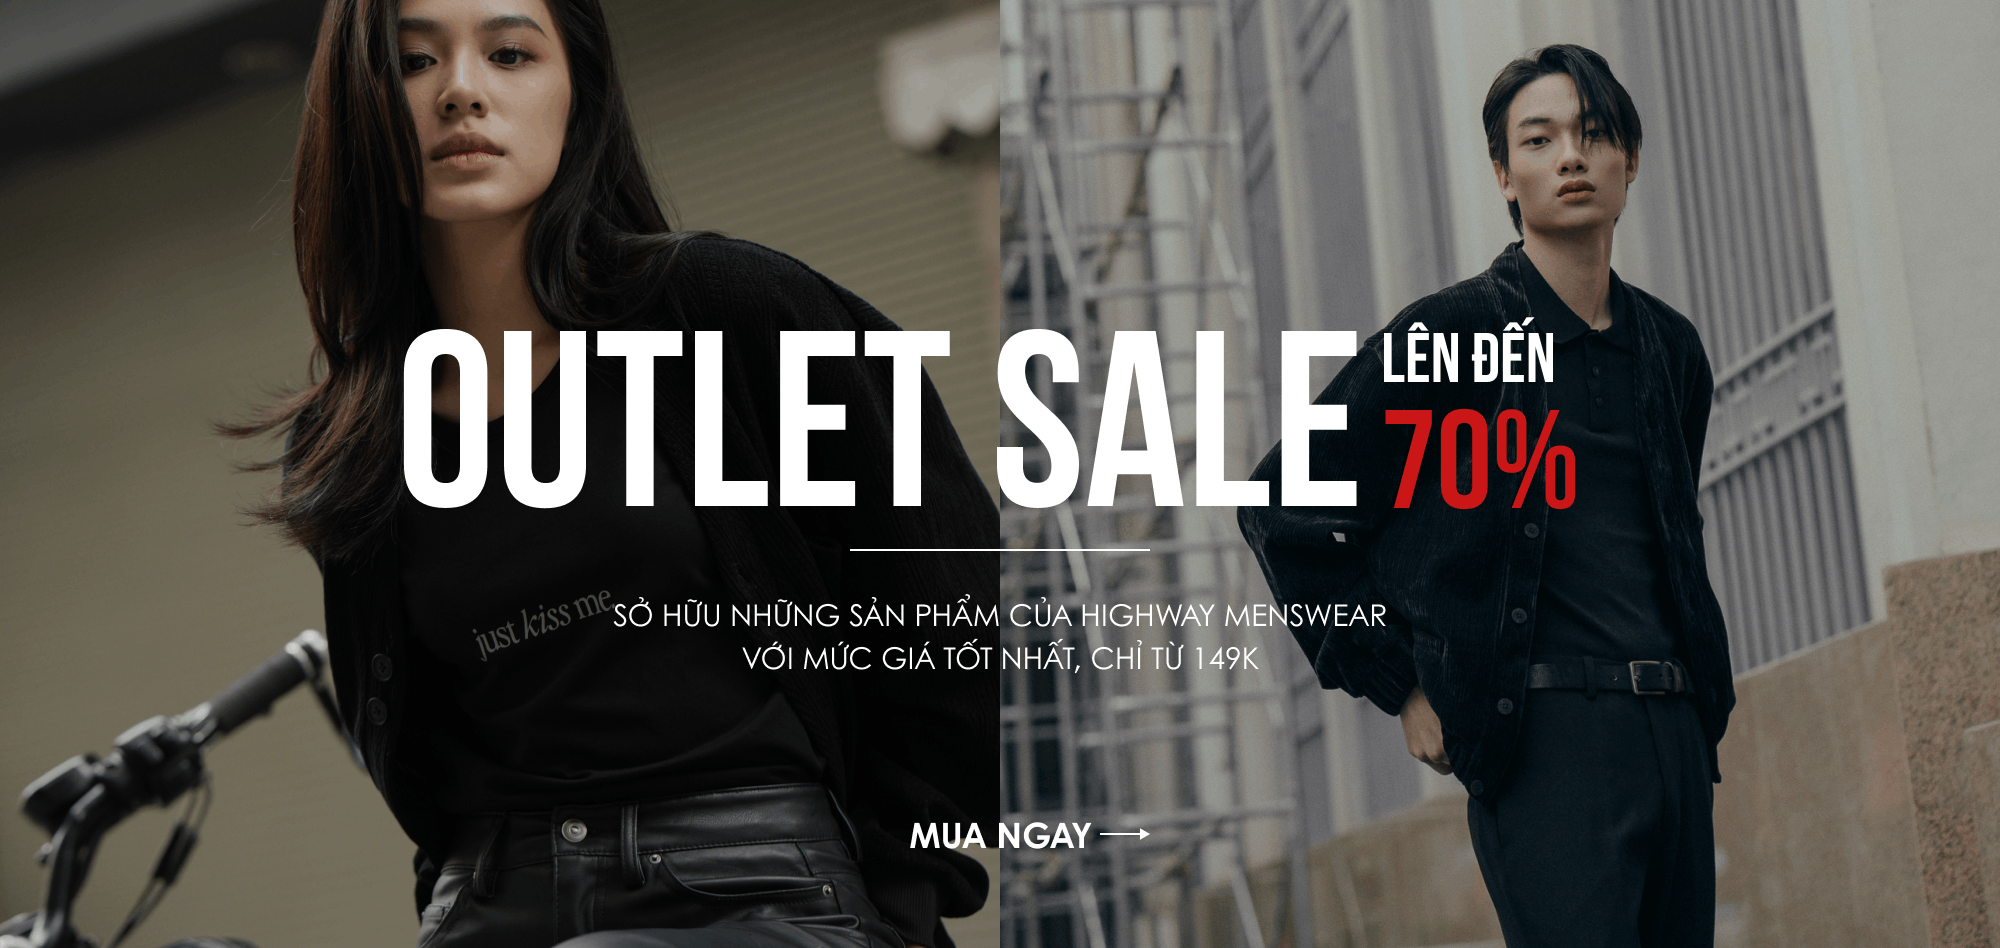 OUTLET SALE
LÊN ĐẾN
70%
just kiss me.
SỞ HỮU NHỮNG SẢN PHẨM CỦA HIGHWAY MENSWEAR
VỚI MỨC GIÁ TỐT NHẤT, CHỈ TỪ 149K
MUA NGAY